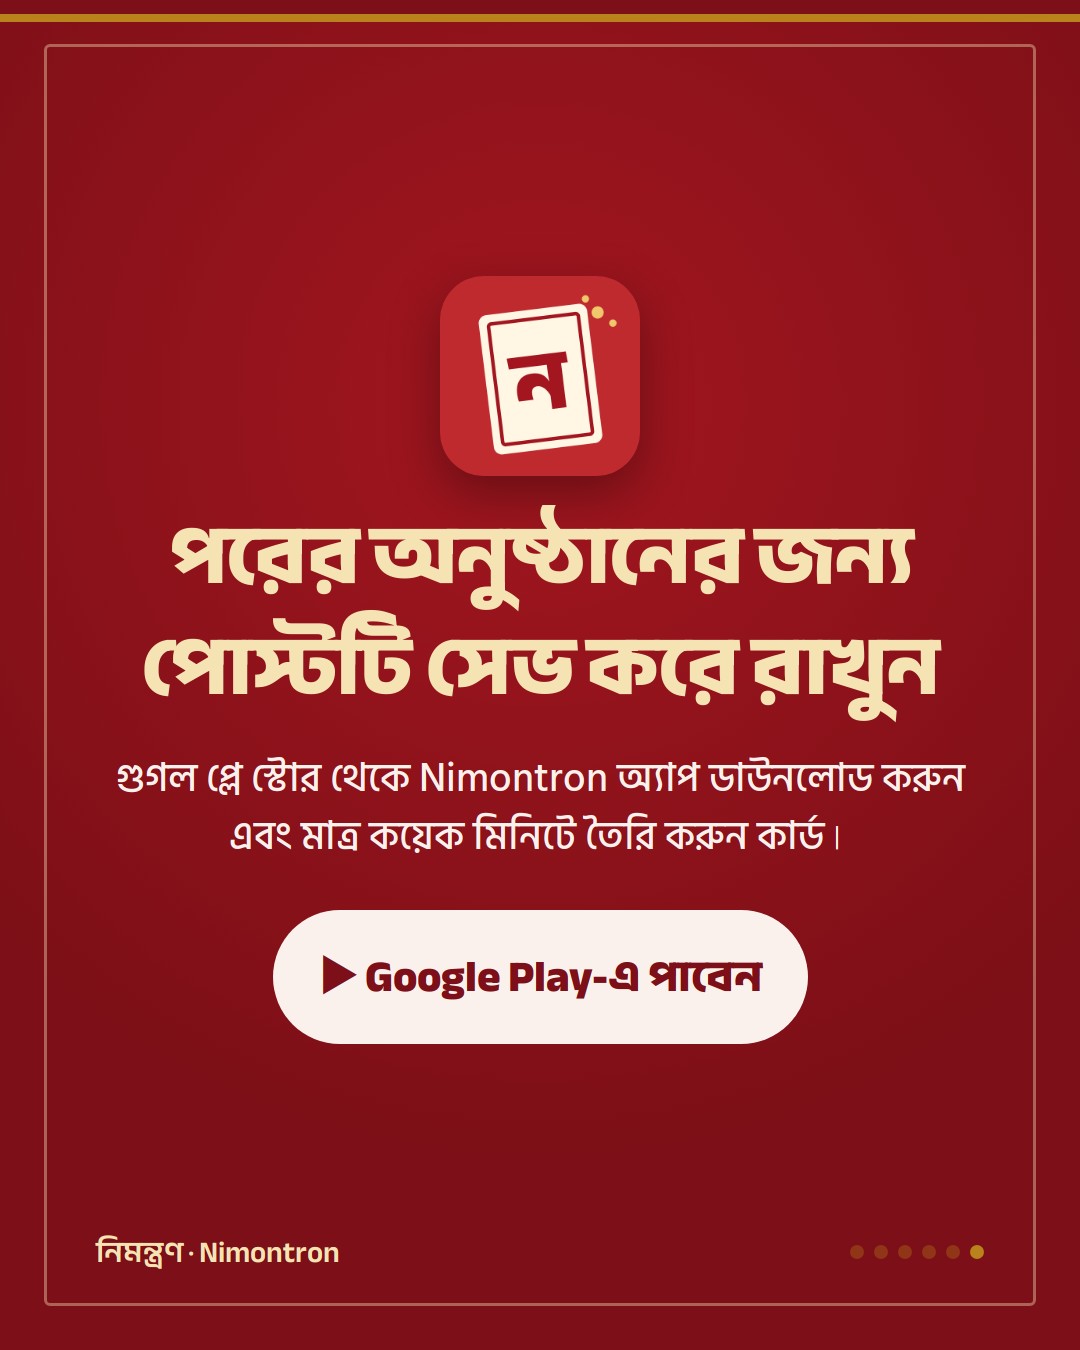 ন
পরের অনুষ্ঠানের জন্য
পোস্টটি সেভ করে রাখুন
গুগল প্লে স্টোর থেকে Nimontron অ্যাপ ডাউনলোড করুন
এবং মাত্র কয়েক মিনিটে তৈরি করুন কার্ড।
▶ Google Play-এ পাবেন
নিমন্ত্রণ · Nimontron